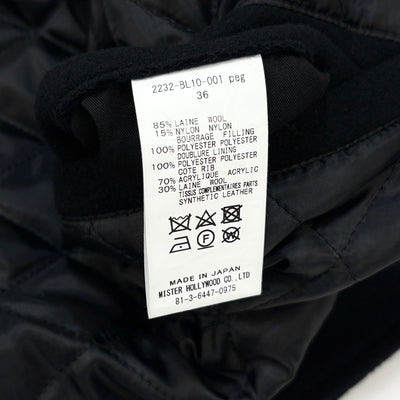 2232-BL10-001 peg
36
85% LAINE WOOL
15% NYLON NYLON
BOURRAGE FILLING
100% POLYESTER POLYESTER
DOUBLURE LINING
100% POLYESTER POLYESTER
COTE RIB
70% ACRYLIQUE ACRYLIC
30% LAINE WOOL
TISSUS COMPLEMENTAIRES PARTS
SYNTHETIC LEATHER
F
W
MADE IN JAPAN
MISTER HOLLYWOOD CO.,LTD
81-3-6447-0975